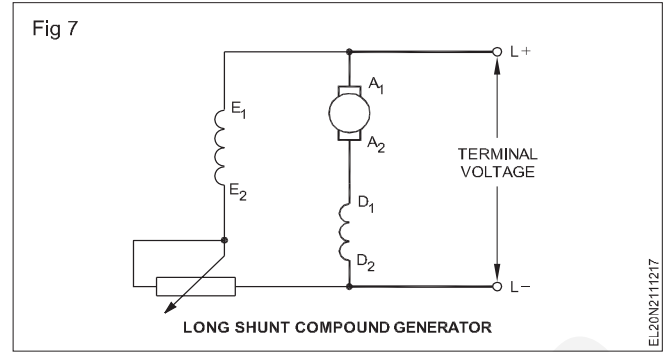 Fig 7
L+
A1
E1
A2
TERMINAL
VOLTAGE
E2
D1
D2
L-
LONG SHUNT COMPOUND GENERATOR
EL20N2111217